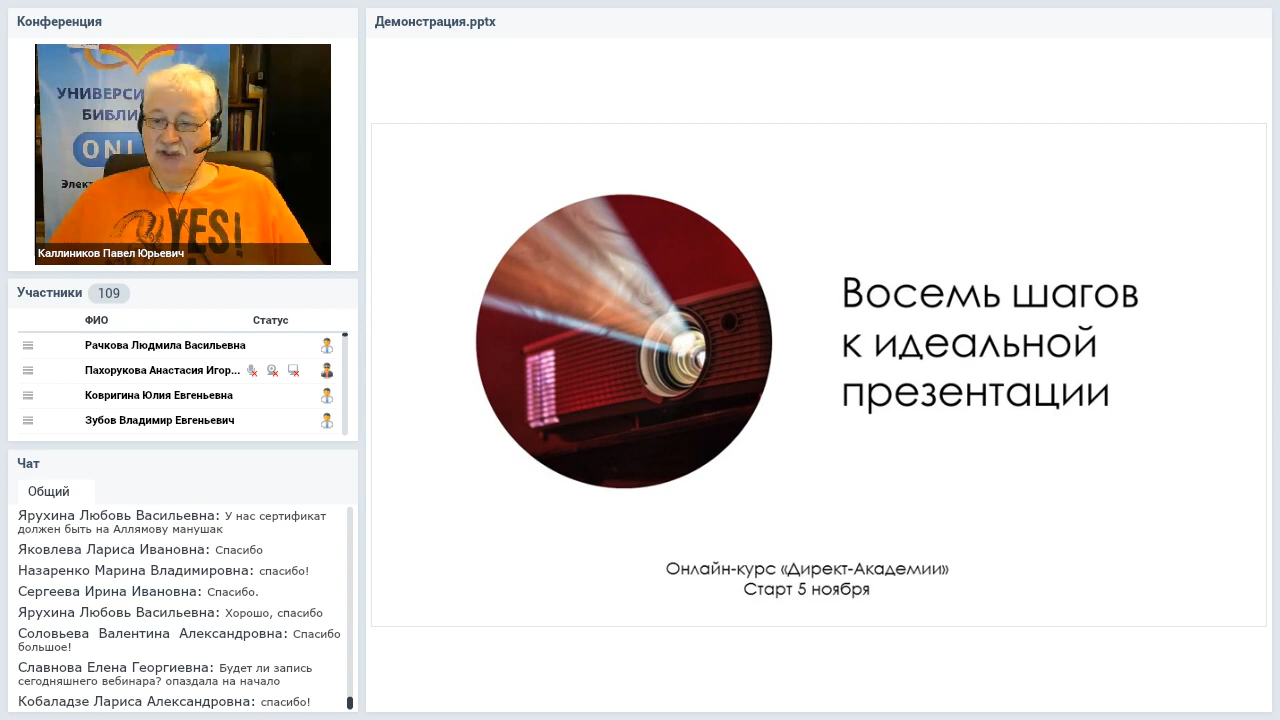 Конференция
УНИВЕРСИ
БИБЛИ
ONL
Элект
YES!
Каллиников Павел Юрьевич
Участники 109
ФИО Статус
Рачкова Людмила Васильевна
Пахорукова Анастасия Игор...
Ковригина Юлия Евгеньевна
Зубов Владимир Евгеньевич
Чат
Общий
Ярухина Любовь Васильевна: У нас сертификат
должен быть на Аллямову манушак
Яковлева Лариса Ивановна: Спасибо
Назаренко Марина Владимировна: спасибо!
Сергеева Ирина Ивановна: Спасибо.
Ярухина Любовь Васильевна: Хорошо, спасибо
Соловьева Валентина Александровна: Спасибо
большое!
Славнова Елена Георгиевна: Будет ли запись
сегодняшнего вебинара? опаздала на начало
Кобаладзе Лариса Александровна: спасибо!
Демонстрация.pptx
Восемь шагов
к идеальной
презентации
Онлайн-курс «Директ-Академии»
Старт 5 ноября